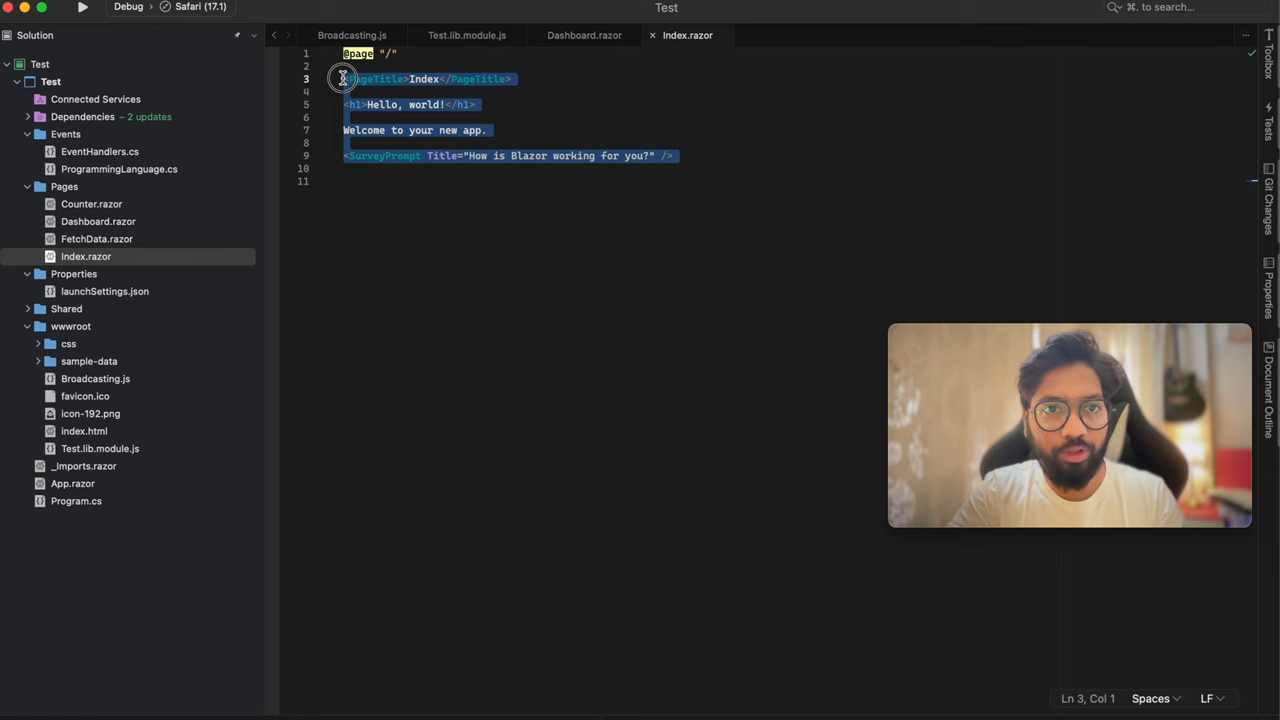 Debug
Safari (17.1)
Test
⌘. to search...
Solution
Test
Test
Connected Services
Dependencies – 2 updates
Events
EventHandlers.cs
ProgrammingLanguage.cs
Pages
Counter.razor
Dashboard.razor
FetchData.razor
Index.razor
Properties
launchSettings.json
Shared
wwwroot
css
sample-data
Broadcasting.js
favicon.ico
icon-192.png
index.html
Test.lib.module.js
_Imports.razor
App.razor
Program.cs
Broadcasting.js
Test.lib.module.js
Dashboard.razor
Index.razor
1 @page "/"
2
3 <PageTitle>Index</PageTitle>
4
5 <h1>Hello, world!</h1>
6
7 Welcome to your new app.
8
9 <SurveyPrompt Title="How is Blazor working for you?" />
10
11
Toolbox
Tests
Git Changes
Properties
Document Outline
Ln 3, Col 1
Spaces
LF